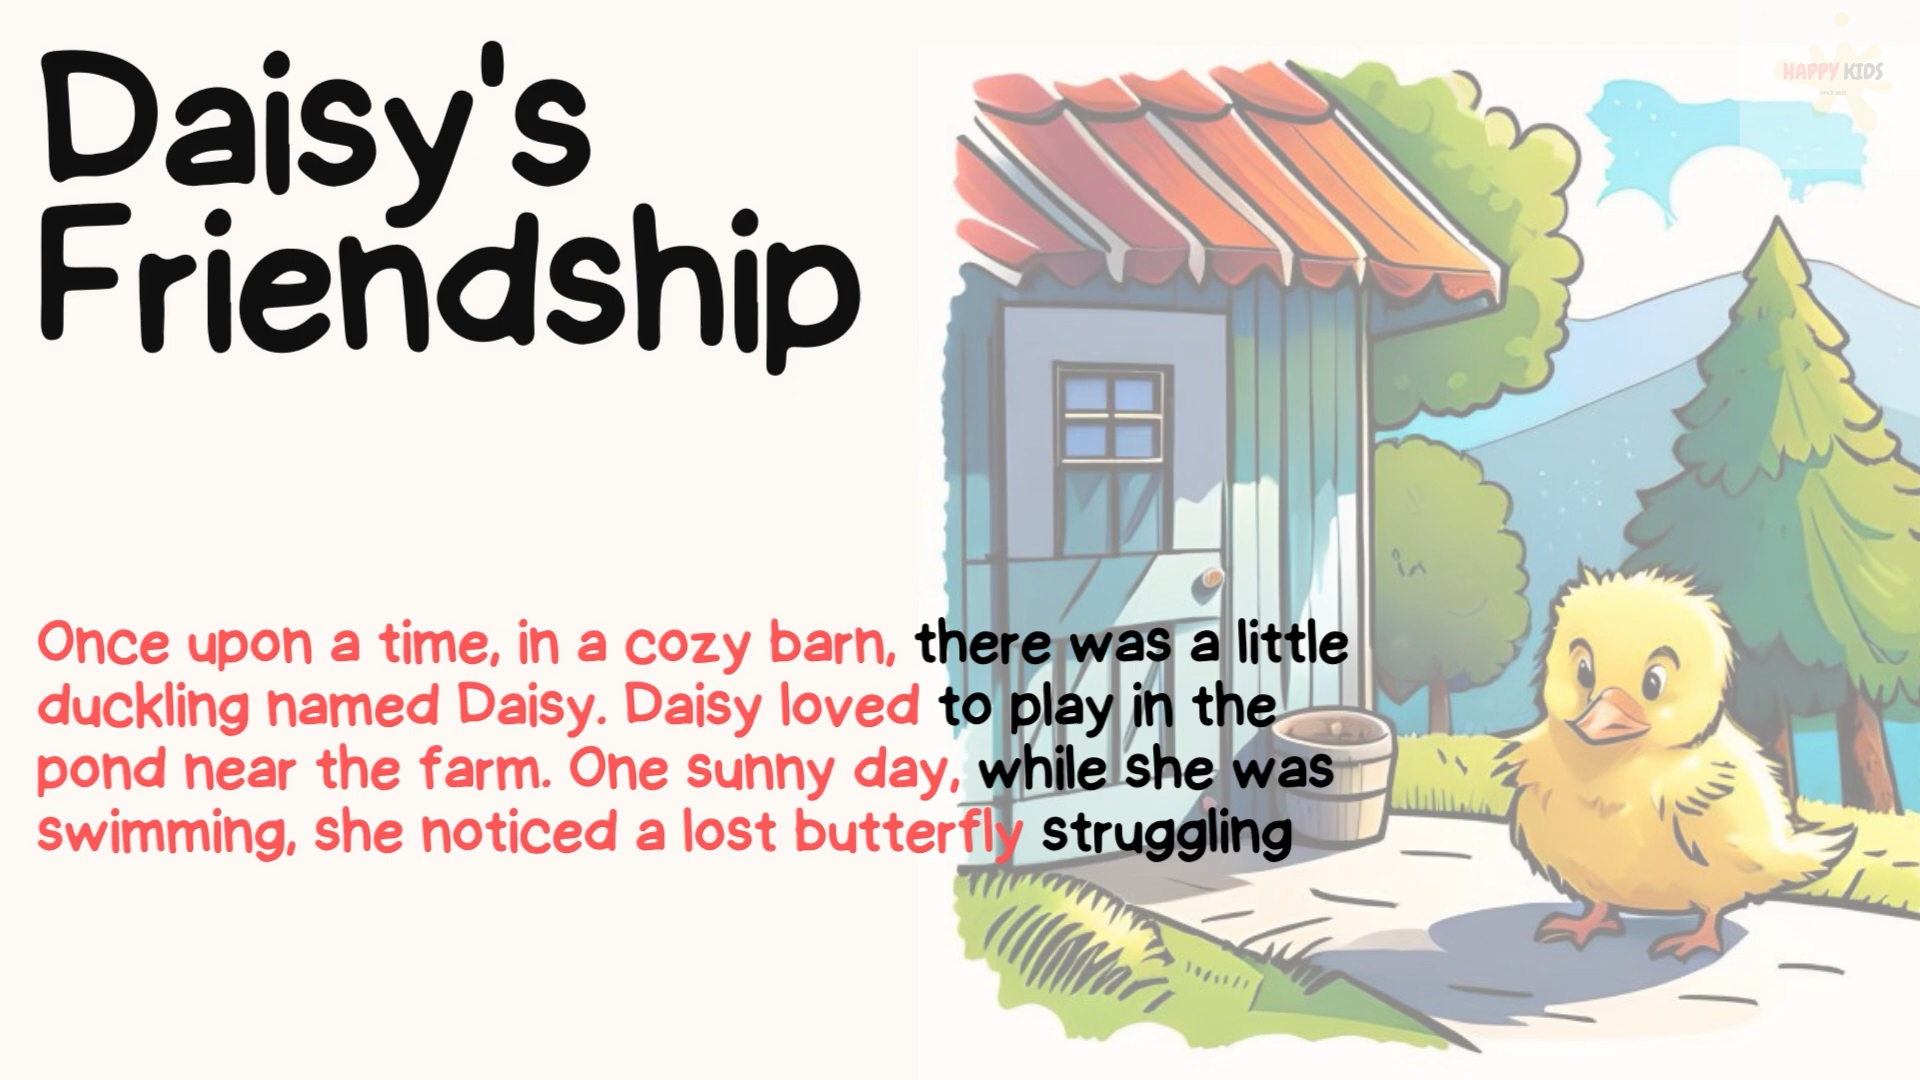 Daisy's
Friendship
HAPPY KIDS
Once upon a time, in a cozy barn, there was a little
duckling named Daisy. Daisy loved to play in the
pond near the farm. One sunny day, while she was
swimming, she noticed a lost butterfly struggling